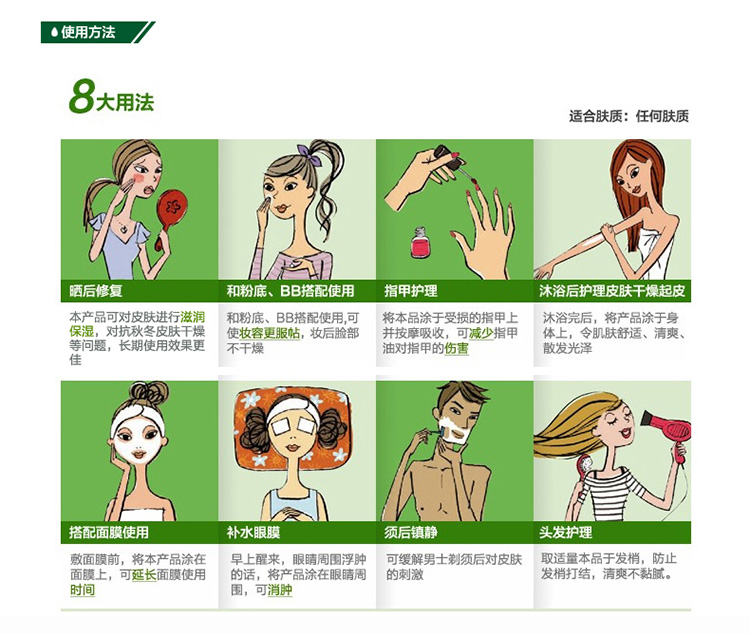 使用方法
8大用法
适合肤质：任何肤质
晒后修复
本产品可对皮肤进行滋润
保湿，对抗秋冬皮肤干燥
等问题，长期使用效果更
佳
和粉底、BB搭配使用
和粉底、BB搭配使用,可
使妆容更服帖，妆后脸部
不干燥
指甲护理
将本品涂于受损的指甲上
并按摩吸收，可减少指甲
油对指甲的伤害
沐浴后护理皮肤干燥起皮
沐浴完后，将产品涂于身
体上，令肌肤舒适、清爽、
散发光泽
搭配面膜使用
敷面膜前，将本产品涂在
面膜上，可延长面膜使用
时间
补水眼膜
早上醒来，眼睛周围浮肿
的话，将产品涂在眼睛周
围，可消肿
须后镇静
可缓解男士剃须后对皮肤
的刺激
头发护理
取适量本品于发梢，防止
发梢打结，清爽不黏腻。